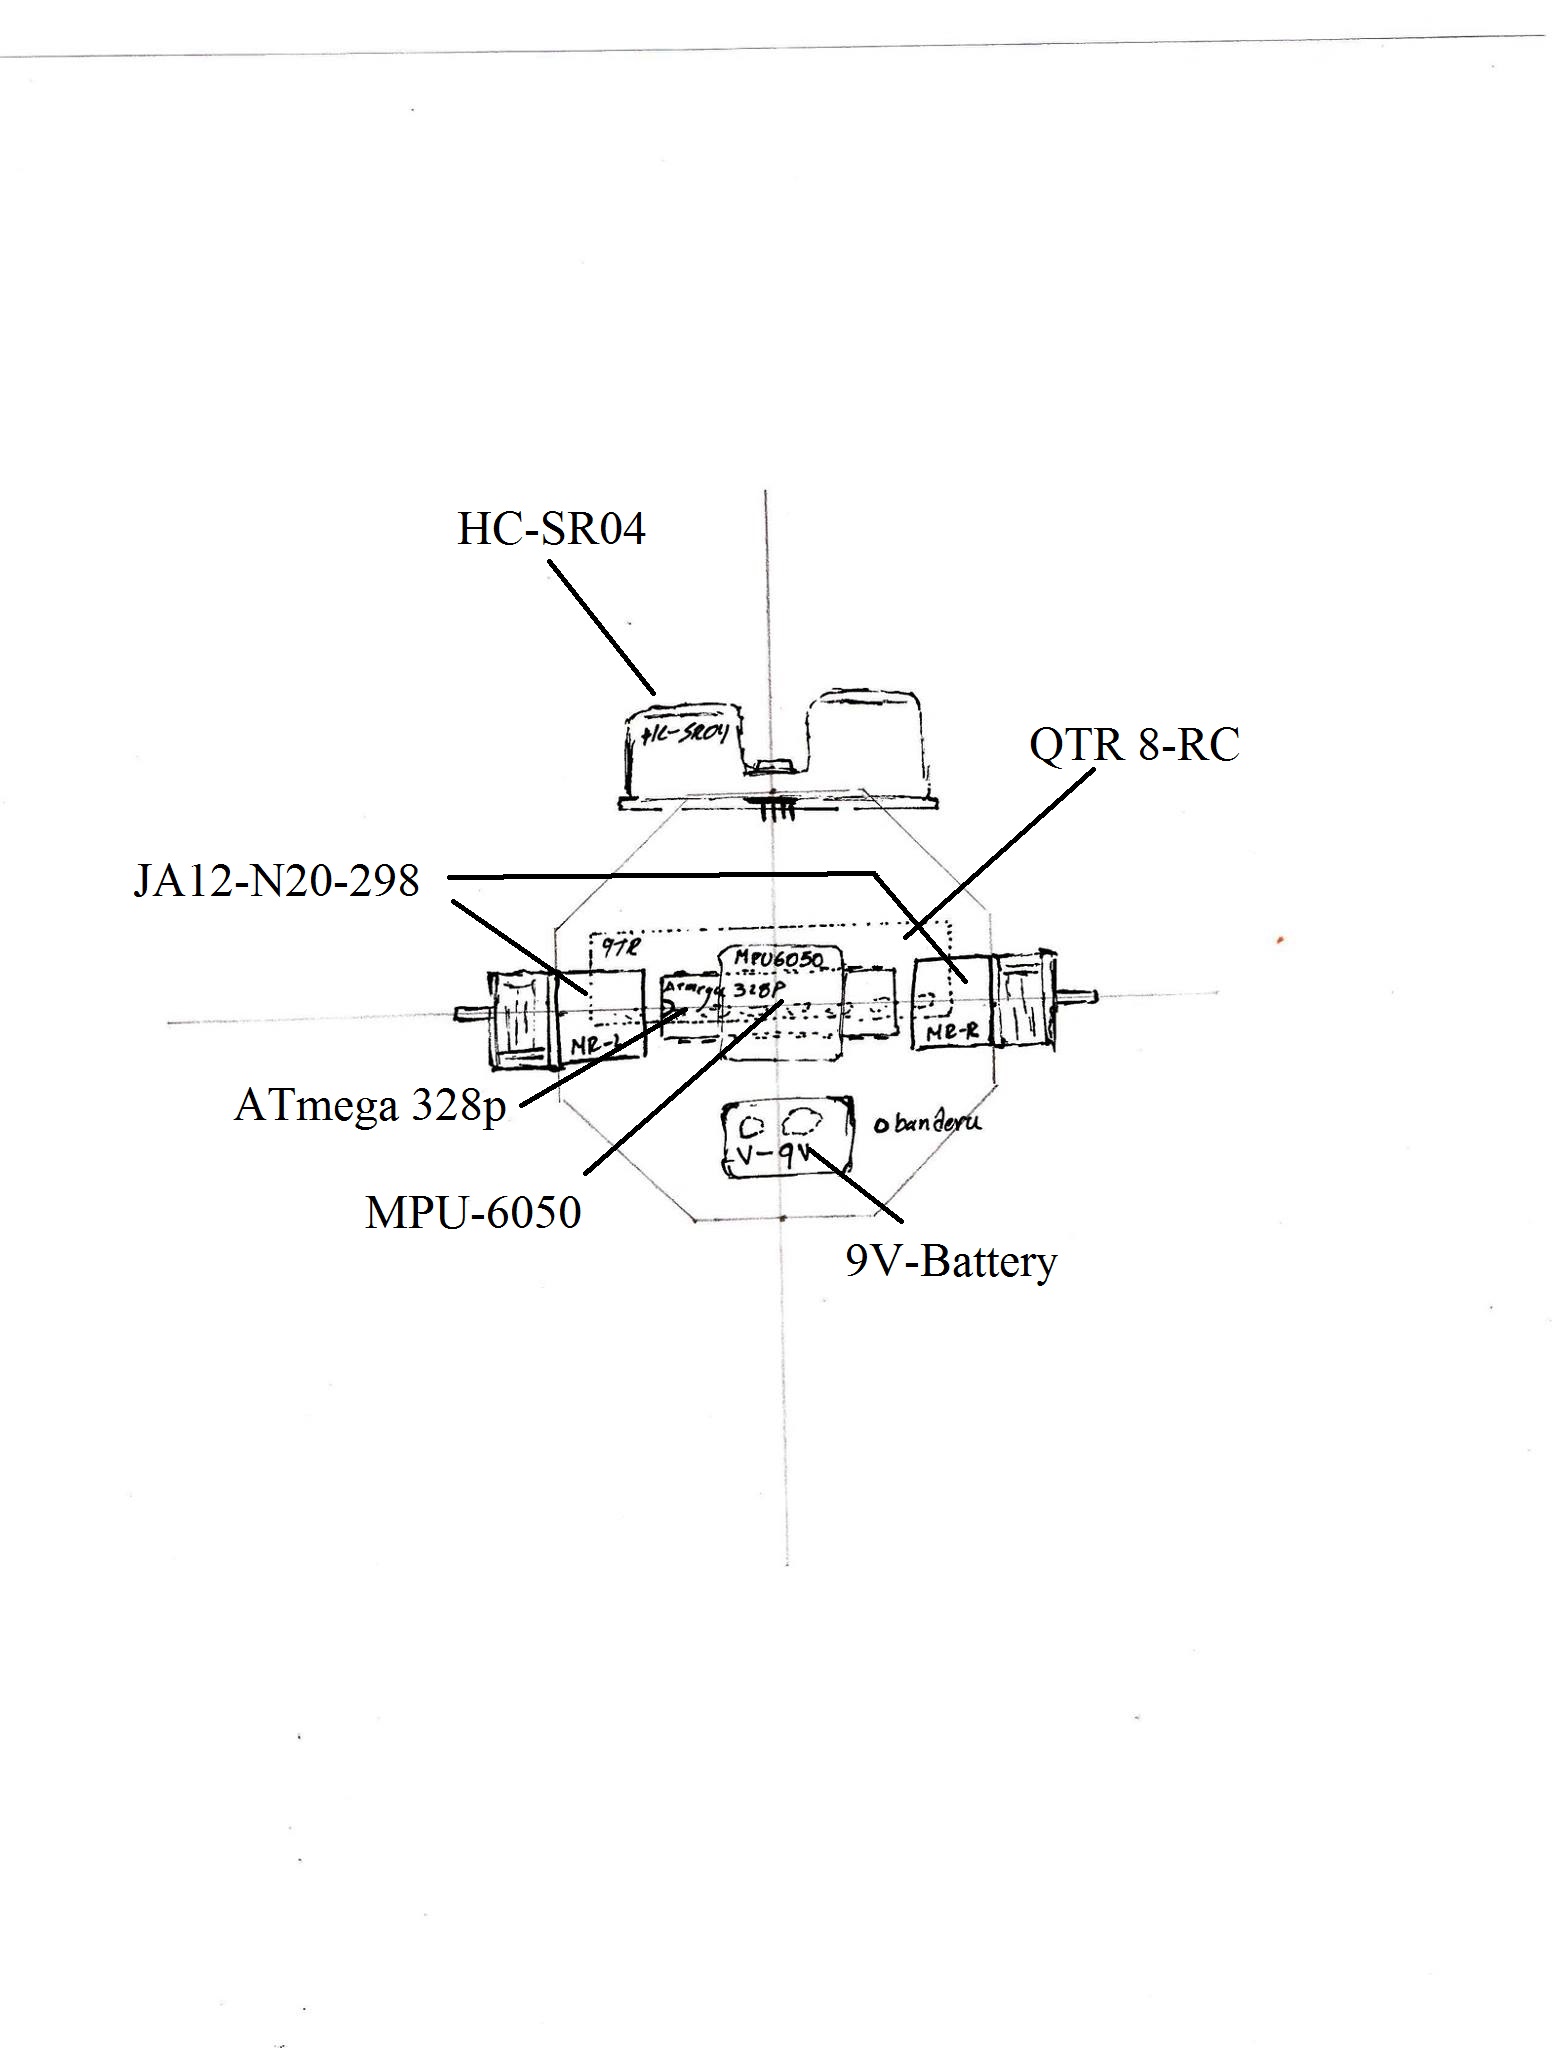 HC-SR04
HC-SR04
QTR 8-RC
JA12-N20-298
QTR
MPU6050
ATmega 328P
MR-L
MR-R
ATmega 328p
V-9V
MPU-6050
9V-Battery